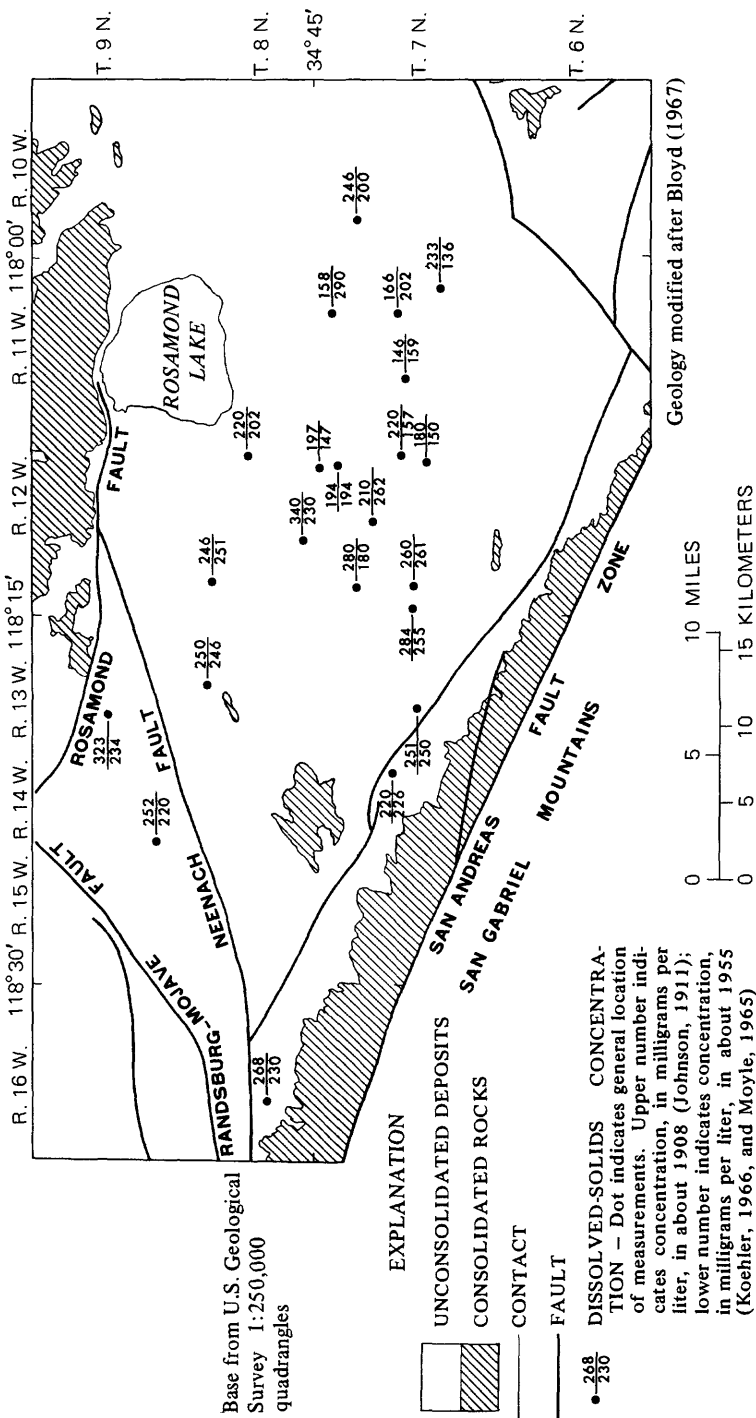 R. 16 W.
118°30'
R. 15 W.
R. 14 W.
R. 13 W.
118°15'
R. 12 W.
R. 11 W.
118°00'
R. 10 W.
T. 9 N.
T. 8 N.
34°45'
T. 7 N.
T. 6 N.
ROSAMOND
FAULT
FAULT
RANDSBURG–MOJAVE
NEENACH
FAULT
ROSAMOND
LAKE
SAN ANDREAS
FAULT
ZONE
SAN GABRIEL
MOUNTAINS
268
230
252
220
323
234
250
246
246
251
220
202
340
230
197
147
194
194
158
290
246
200
280
180
210
262
220
157
180
150
146
159
166
202
233
136
260
261
284
255
251
250
220
226
Base from U.S. Geological
Survey 1:250,000
quadrangles
Geology modified after Bloyd (1967)
0 5 10 MILES
0 5 10 15 KILOMETERS
EXPLANATION
UNCONSOLIDATED DEPOSITS
CONSOLIDATED ROCKS
CONTACT
FAULT
268
230
DISSOLVED-SOLIDS CONCENTRA-
TION – Dot indicates general location
of measurements. Upper number indi-
cates concentration, in milligrams per
liter, in about 1908 (Johnson, 1911);
lower number indicates concentration,
in milligrams per liter, in about 1955
(Koehler, 1966, and Moyle, 1965)